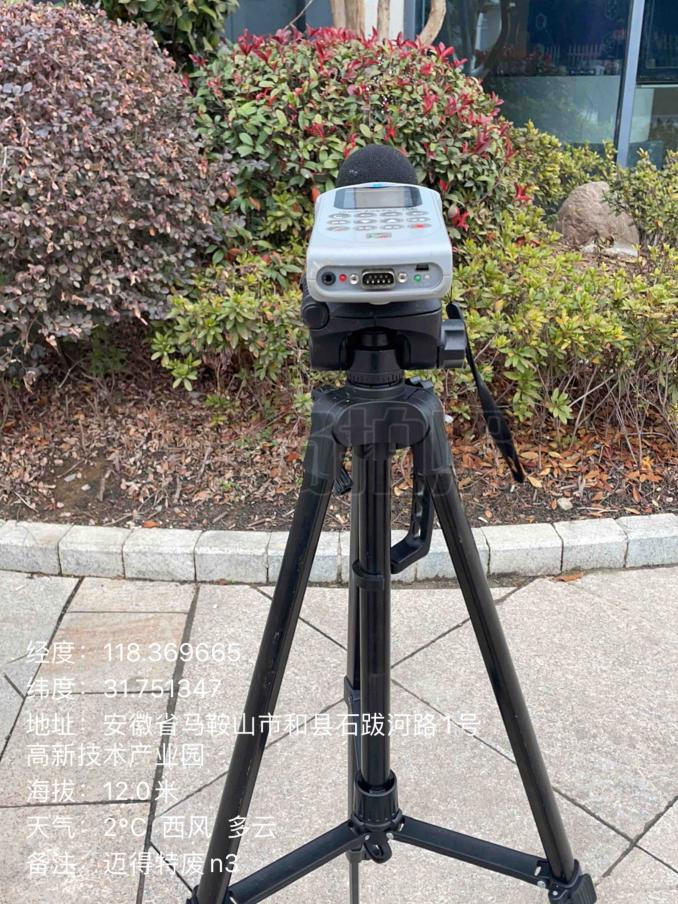 经度：118.369665
纬度：31.751347
地址：安徽省马鞍山市和县石跋河路1号
高新技术产业园
海拔：12.0米
天气：2℃ 西风 多云
备注：迈得特废n3